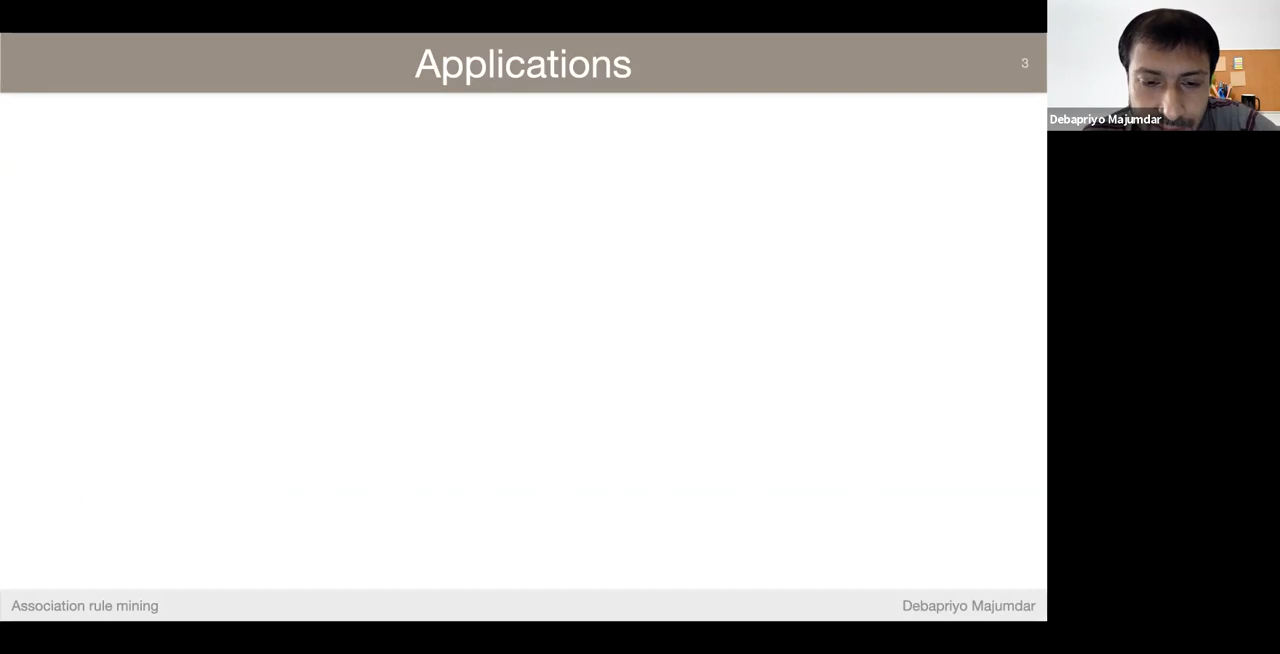 Applications
3
Debapriyo Majumdar
Association rule mining
Debapriyo Majumdar